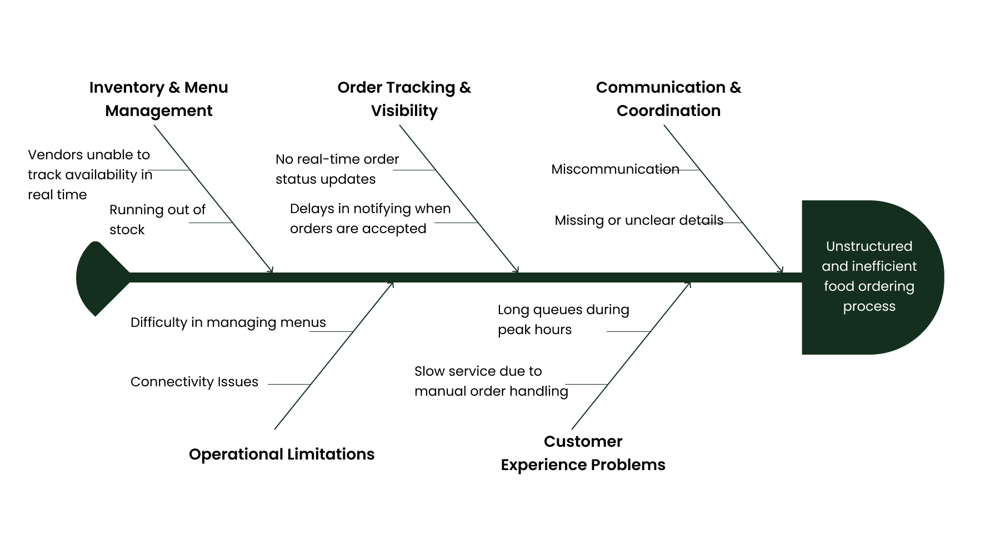 Inventory & Menu
Management
Order Tracking &
Visibility
Communication &
Coordination
Vendors unable to
track availability in
real time
Running out of
stock
No real-time order
status updates
Delays in notifying when
orders are accepted
Miscommunication
Missing or unclear details
Unstructured
and inefficient
food ordering
process
Difficulty in managing menus
Connectivity Issues
Long queues during
peak hours
Slow service due to
manual order handling
Operational Limitations
Customer
Experience Problems